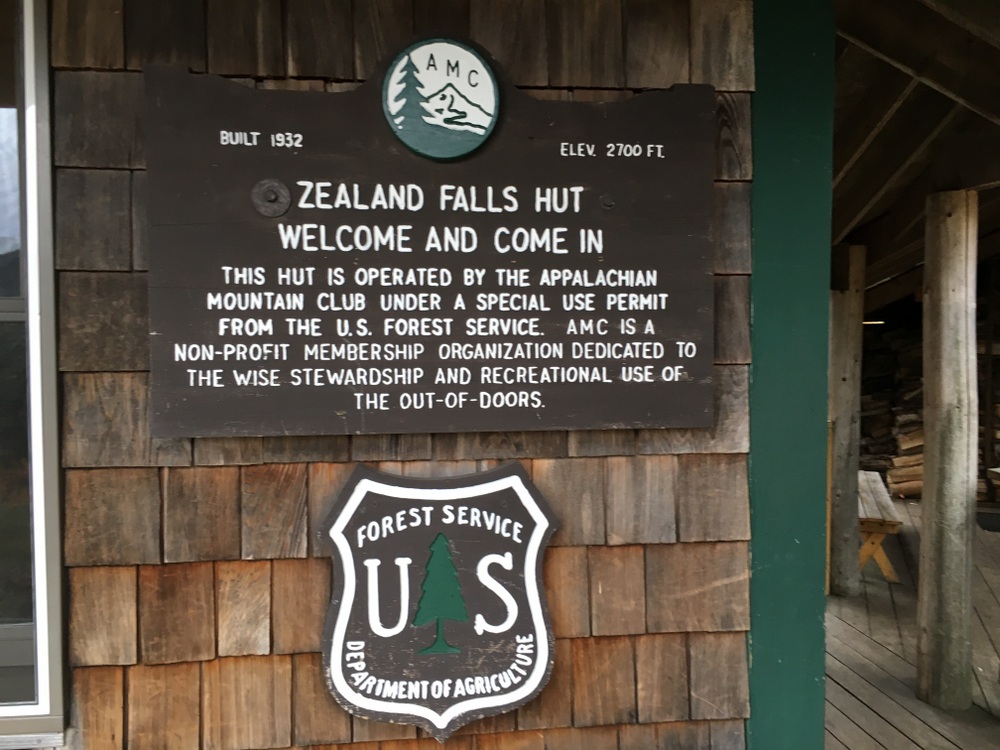 AMC
BUILT 1932
ELEV. 2700 FT.
ZEALAND FALLS HUT
WELCOME AND COME IN
THIS HUT IS OPERATED BY THE APPALACHIAN
MOUNTAIN CLUB UNDER A SPECIAL USE PERMIT
FROM THE U.S. FOREST SERVICE. AMC IS A
NON-PROFIT MEMBERSHIP ORGANIZATION DEDICATED TO
THE WISE STEWARDSHIP AND RECREATIONAL USE OF
THE OUT-OF-DOORS.
FOREST SERVICE
U S
DEPARTMENT OF AGRICULTURE